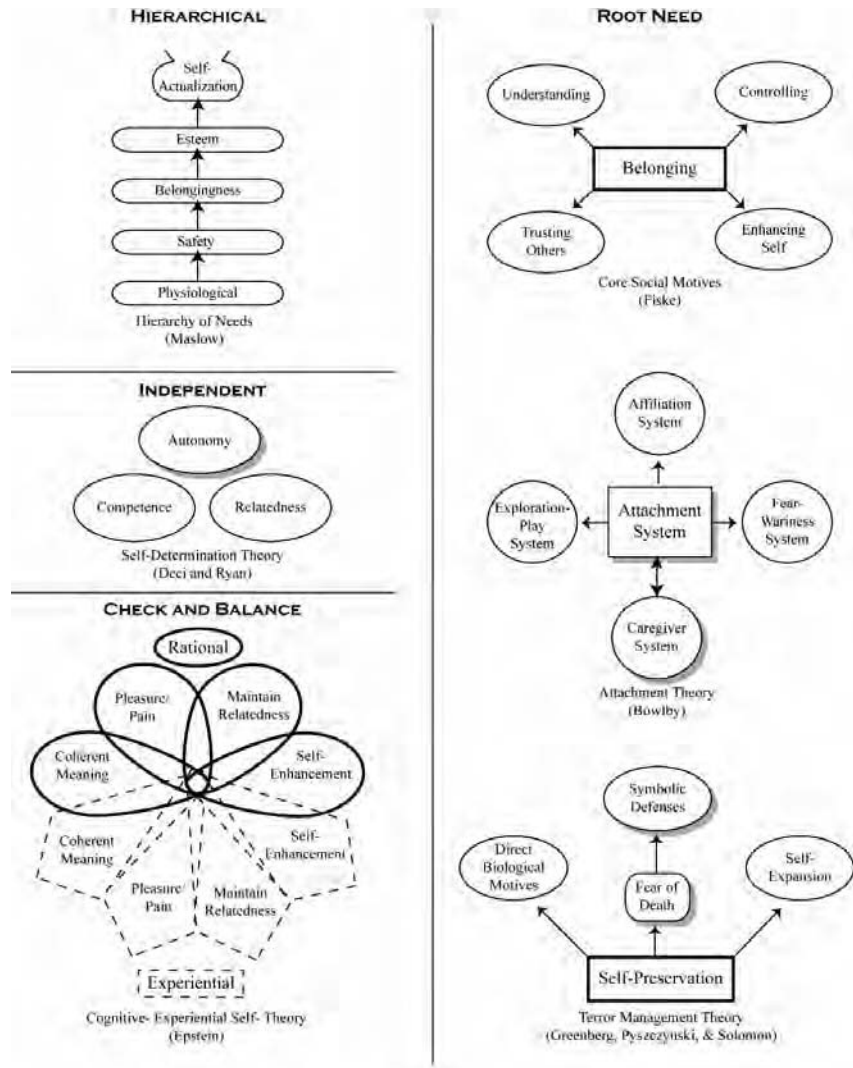 HIERARCHICAL
Self-
Actualization
Esteem
Belongingness
Safety
Physiological
Hierarchy of Needs
(Maslow)
INDEPENDENT
Autonomy
Competence
Relatedness
Self-Determination Theory
(Deci and Ryan)
CHECK AND BALANCE
Rational
Pleasure/
Pain
Maintain
Relatedness
Coherent
Meaning
Self-
Enhancement
Coherent
Meaning
Self-
Enhancement
Pleasure/
Pain
Maintain
Relatedness
Experiential
Cognitive- Experiential Self- Theory
(Epstein)
ROOT NEED
Understanding
Controlling
Belonging
Trusting
Others
Enhancing
Self
Core Social Motives
(Fiske)
Affiliation
System
Exploration-
Play
System
Attachment
System
Fear-
Wariness
System
Caregiver
System
Attachment Theory
(Bowlby)
Symbolic
Defenses
Direct
Biological
Motives
Fear of
Death
Self-
Expansion
Self-Preservation
Terror Management Theory
(Greenberg, Pyszczynski, & Solomon)